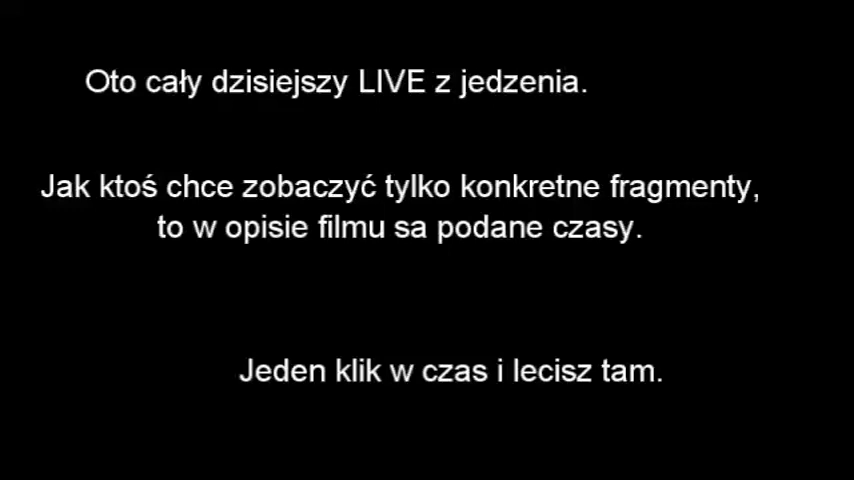 Oto cały dzisiejszy LIVE z jedzenia.
Jak ktoś chce zobaczyć tylko konkretne fragmenty,
to w opisie filmu sa podane czasy.
Jeden klik w czas i lecisz tam.